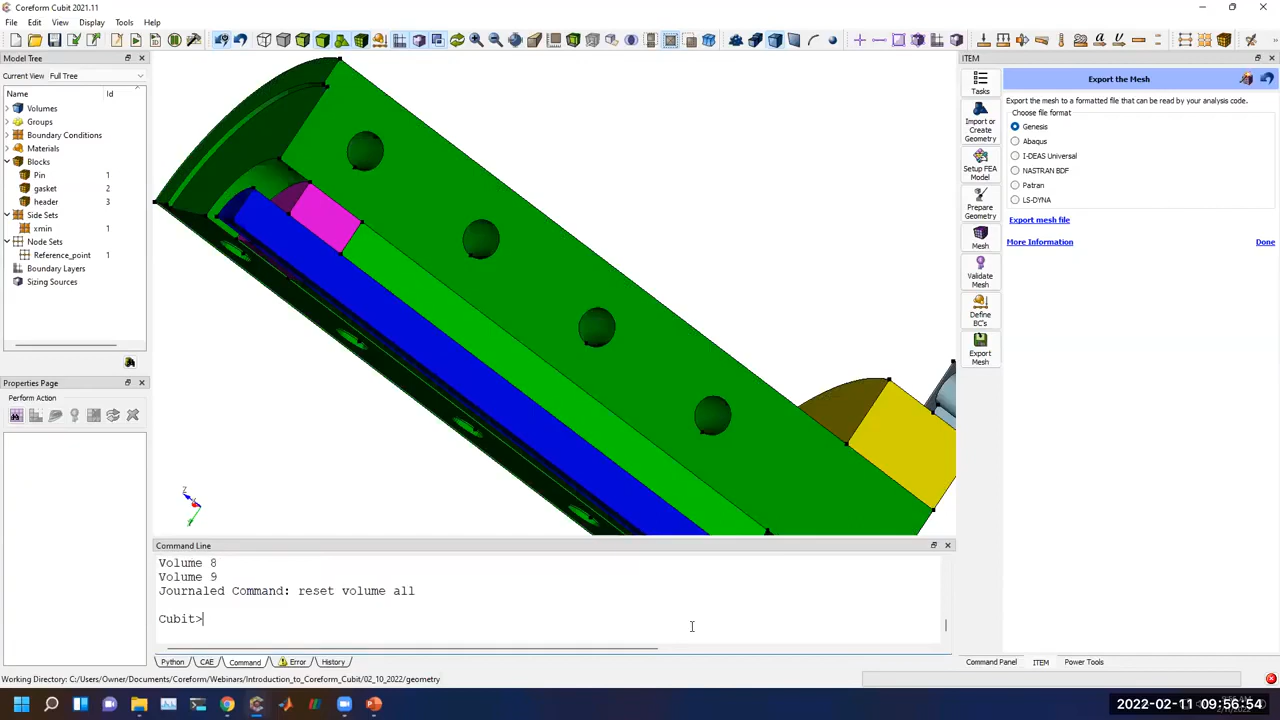 Coreform Cubit 2021.11
File Edit View Display Tools Help
Model Tree
Current View Full Tree
Name Id
Volumes
Groups
Boundary Conditions
Materials
Blocks
Pin 1
gasket 2
header 3
Side Sets
xmin 1
Node Sets
Reference_point 1
Boundary Layers
Sizing Sources
Properties Page
Perform Action
Z
Command Line
Volume 8
Volume 9
Journaled Command: reset volume all
Cubit>
Python CAE Command Error History
Working Directory: C:/Users/Owner/Documents/Coreform/Webinars/Introduction_to_Coreform_Cubit/02_10_2022/geometry
ITEM
Tasks
Import or
Create
Geometry
Setup FEA
Model
Prepare
Geometry
Mesh
Validate
Mesh
Define
BC's
Export
Mesh
Export the Mesh
Export the mesh to a formatted file that can be read by your analysis code.
Choose file format
Genesis
Abaqus
I-DEAS Universal
NASTRAN BDF
Patran
LS-DYNA
Export mesh file
More Information Done
Command Panel ITEM Power Tools
2022-02-11 09:56:54